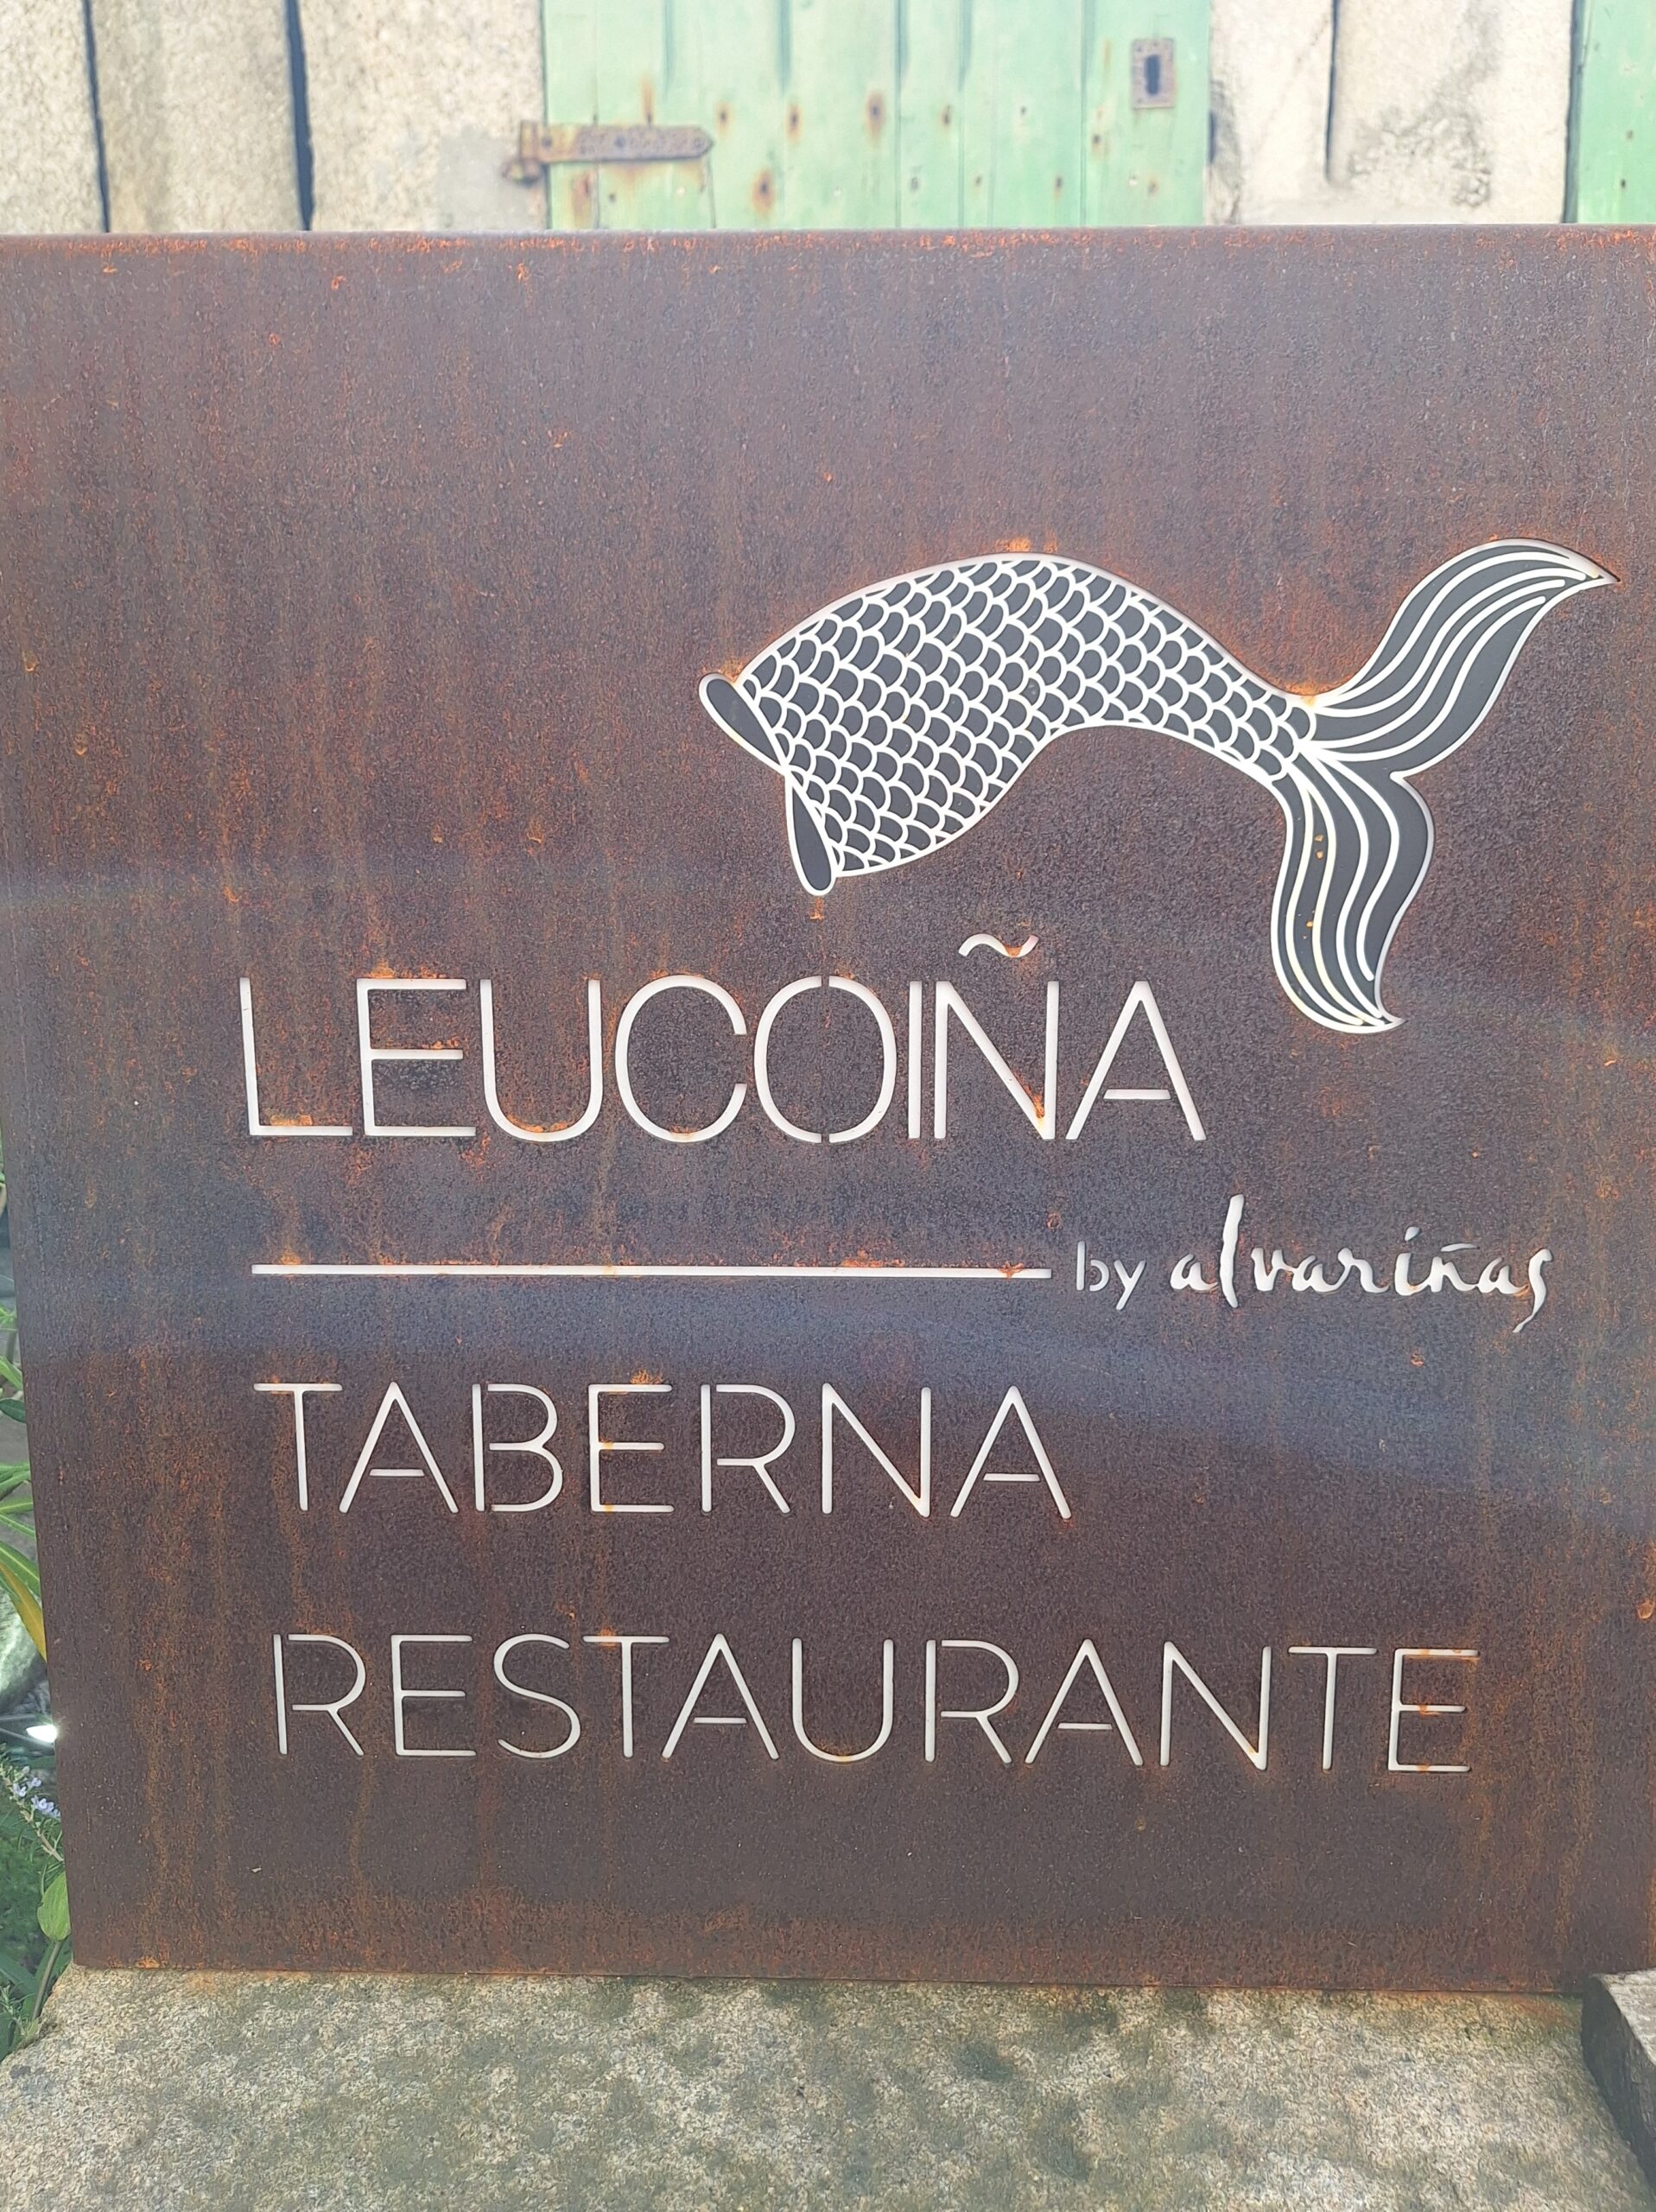 LEUCOIÑA
by alvariñas
TABERNA
RESTAURANTE